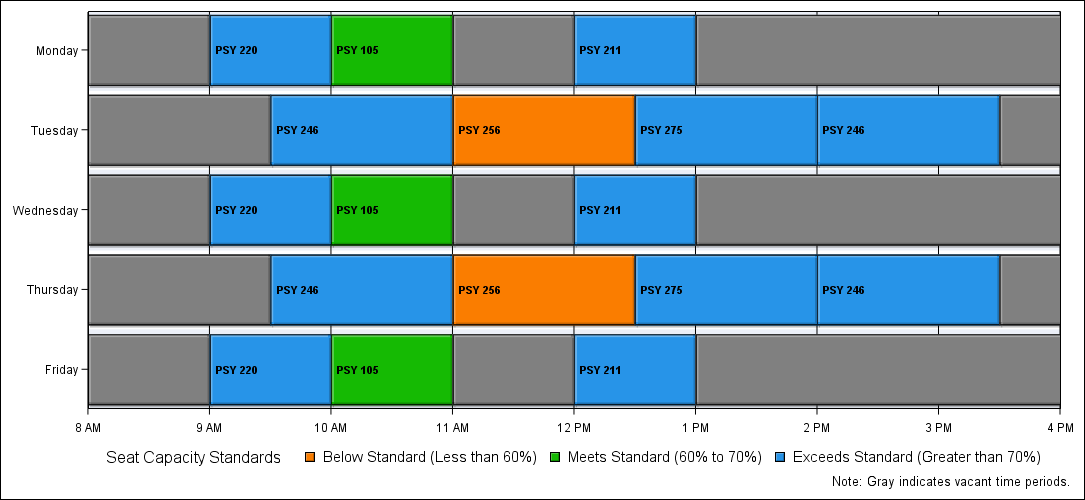 Monday PSY 220 PSY 105 PSY 211
Tuesday PSY 246 PSY 256 PSY 275 PSY 246
Wednesday PSY 220 PSY 105 PSY 211
Thursday PSY 246 PSY 256 PSY 275 PSY 246
Friday PSY 220 PSY 105 PSY 211
8 AM 9 AM 10 AM 11 AM 12 PM 1 PM 2 PM 3 PM 4 PM
Seat Capacity Standards Below Standard (Less than 60%) Meets Standard (60% to 70%) Exceeds Standard (Greater than 70%)
Note: Gray indicates vacant time periods.